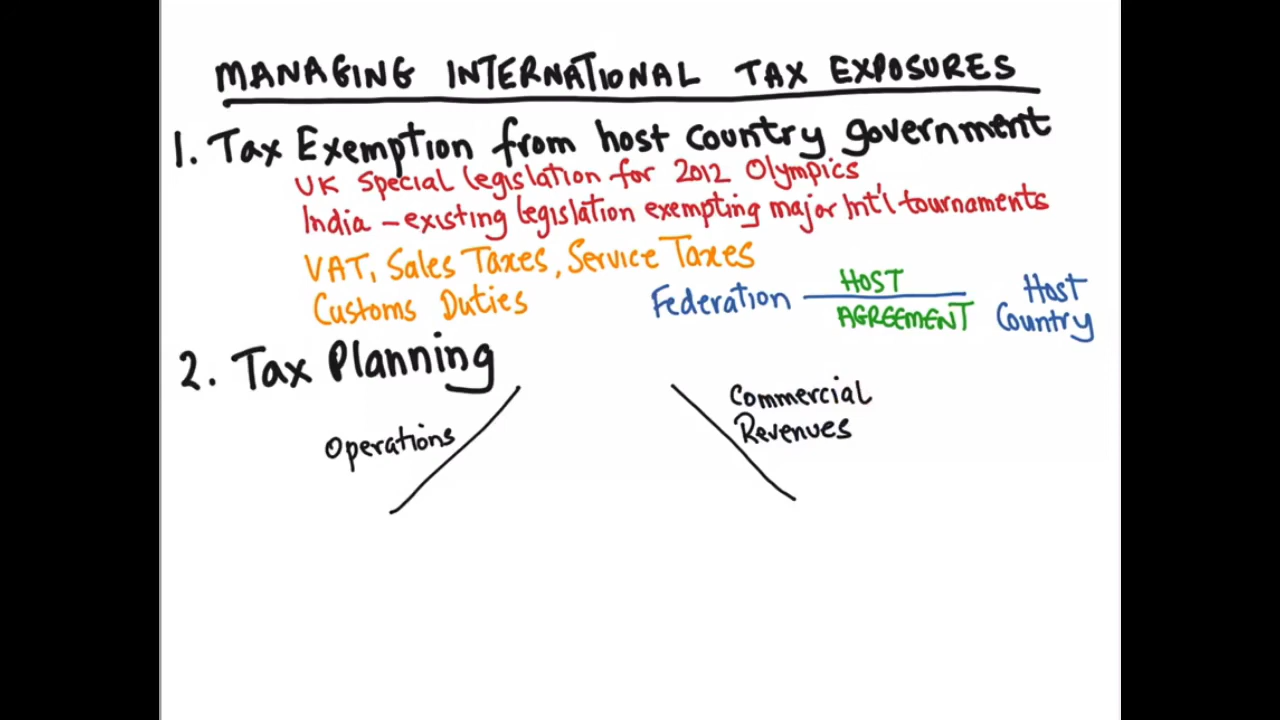 MANAGING INTERNATIONAL TAX EXPOSURES
1. Tax Exemption from host country government
UK Special legislation for 2012 Olympics
India – existing legislation exempting major Int'l tournaments
VAT, Sales Taxes, Service Taxes
Customs Duties
Federation HOST AGREEMENT Host Country
2. Tax Planning
Operations
Commercial
Revenues